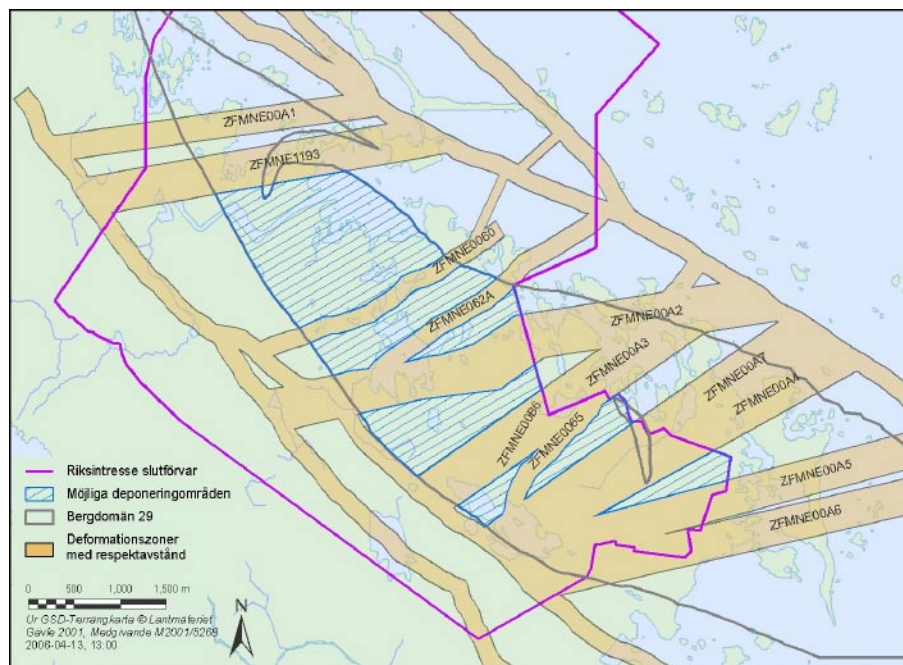 ZFMNE00A1
ZFMNE1193
ZFMNE0060
ZFMNE062A
ZFMNE00A2
ZFMNE00A3
ZFMNE00A7
ZFMNE00A4
ZFMNE00B6
ZFMNE0065
ZFMNE00A5
ZFMNE00A6
Riksintresse slutförvar
Möjliga deponeringområden
Bergdomän 29
Deformationszoner
med respektavstånd
0 500 1,000 1,500 m
N
Ur GSD-Terrängkarta © Lantmäteriet
Gävle 2001, Medgivande M2001/5268
2006-04-13, 13:00